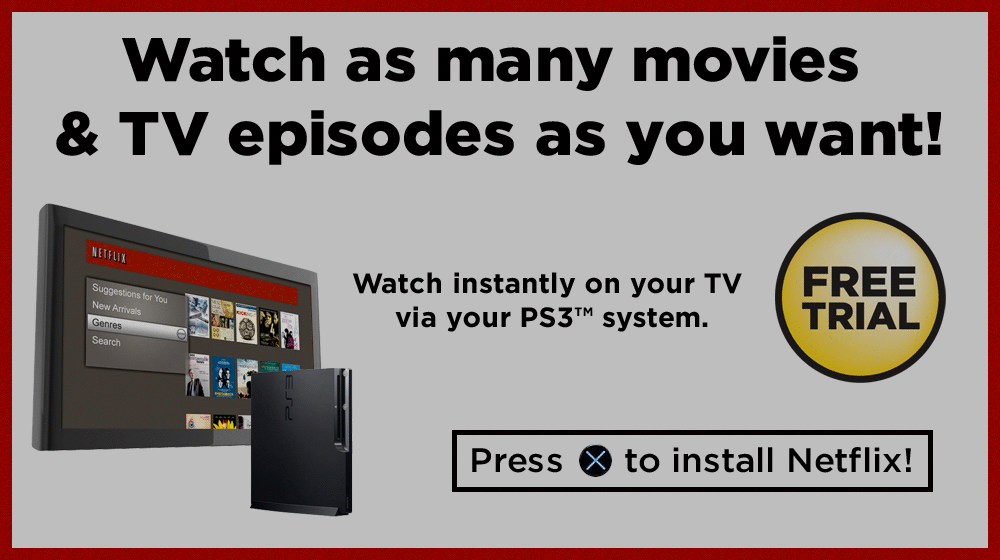 Watch as many movies
& TV episodes as you want!
NETFLIX
Suggestions for You
New Arrivals
Genres
Search
Watch instantly on your TV
via your PS3™ system.
FREE
TRIAL
PS3
Press to install Netflix!